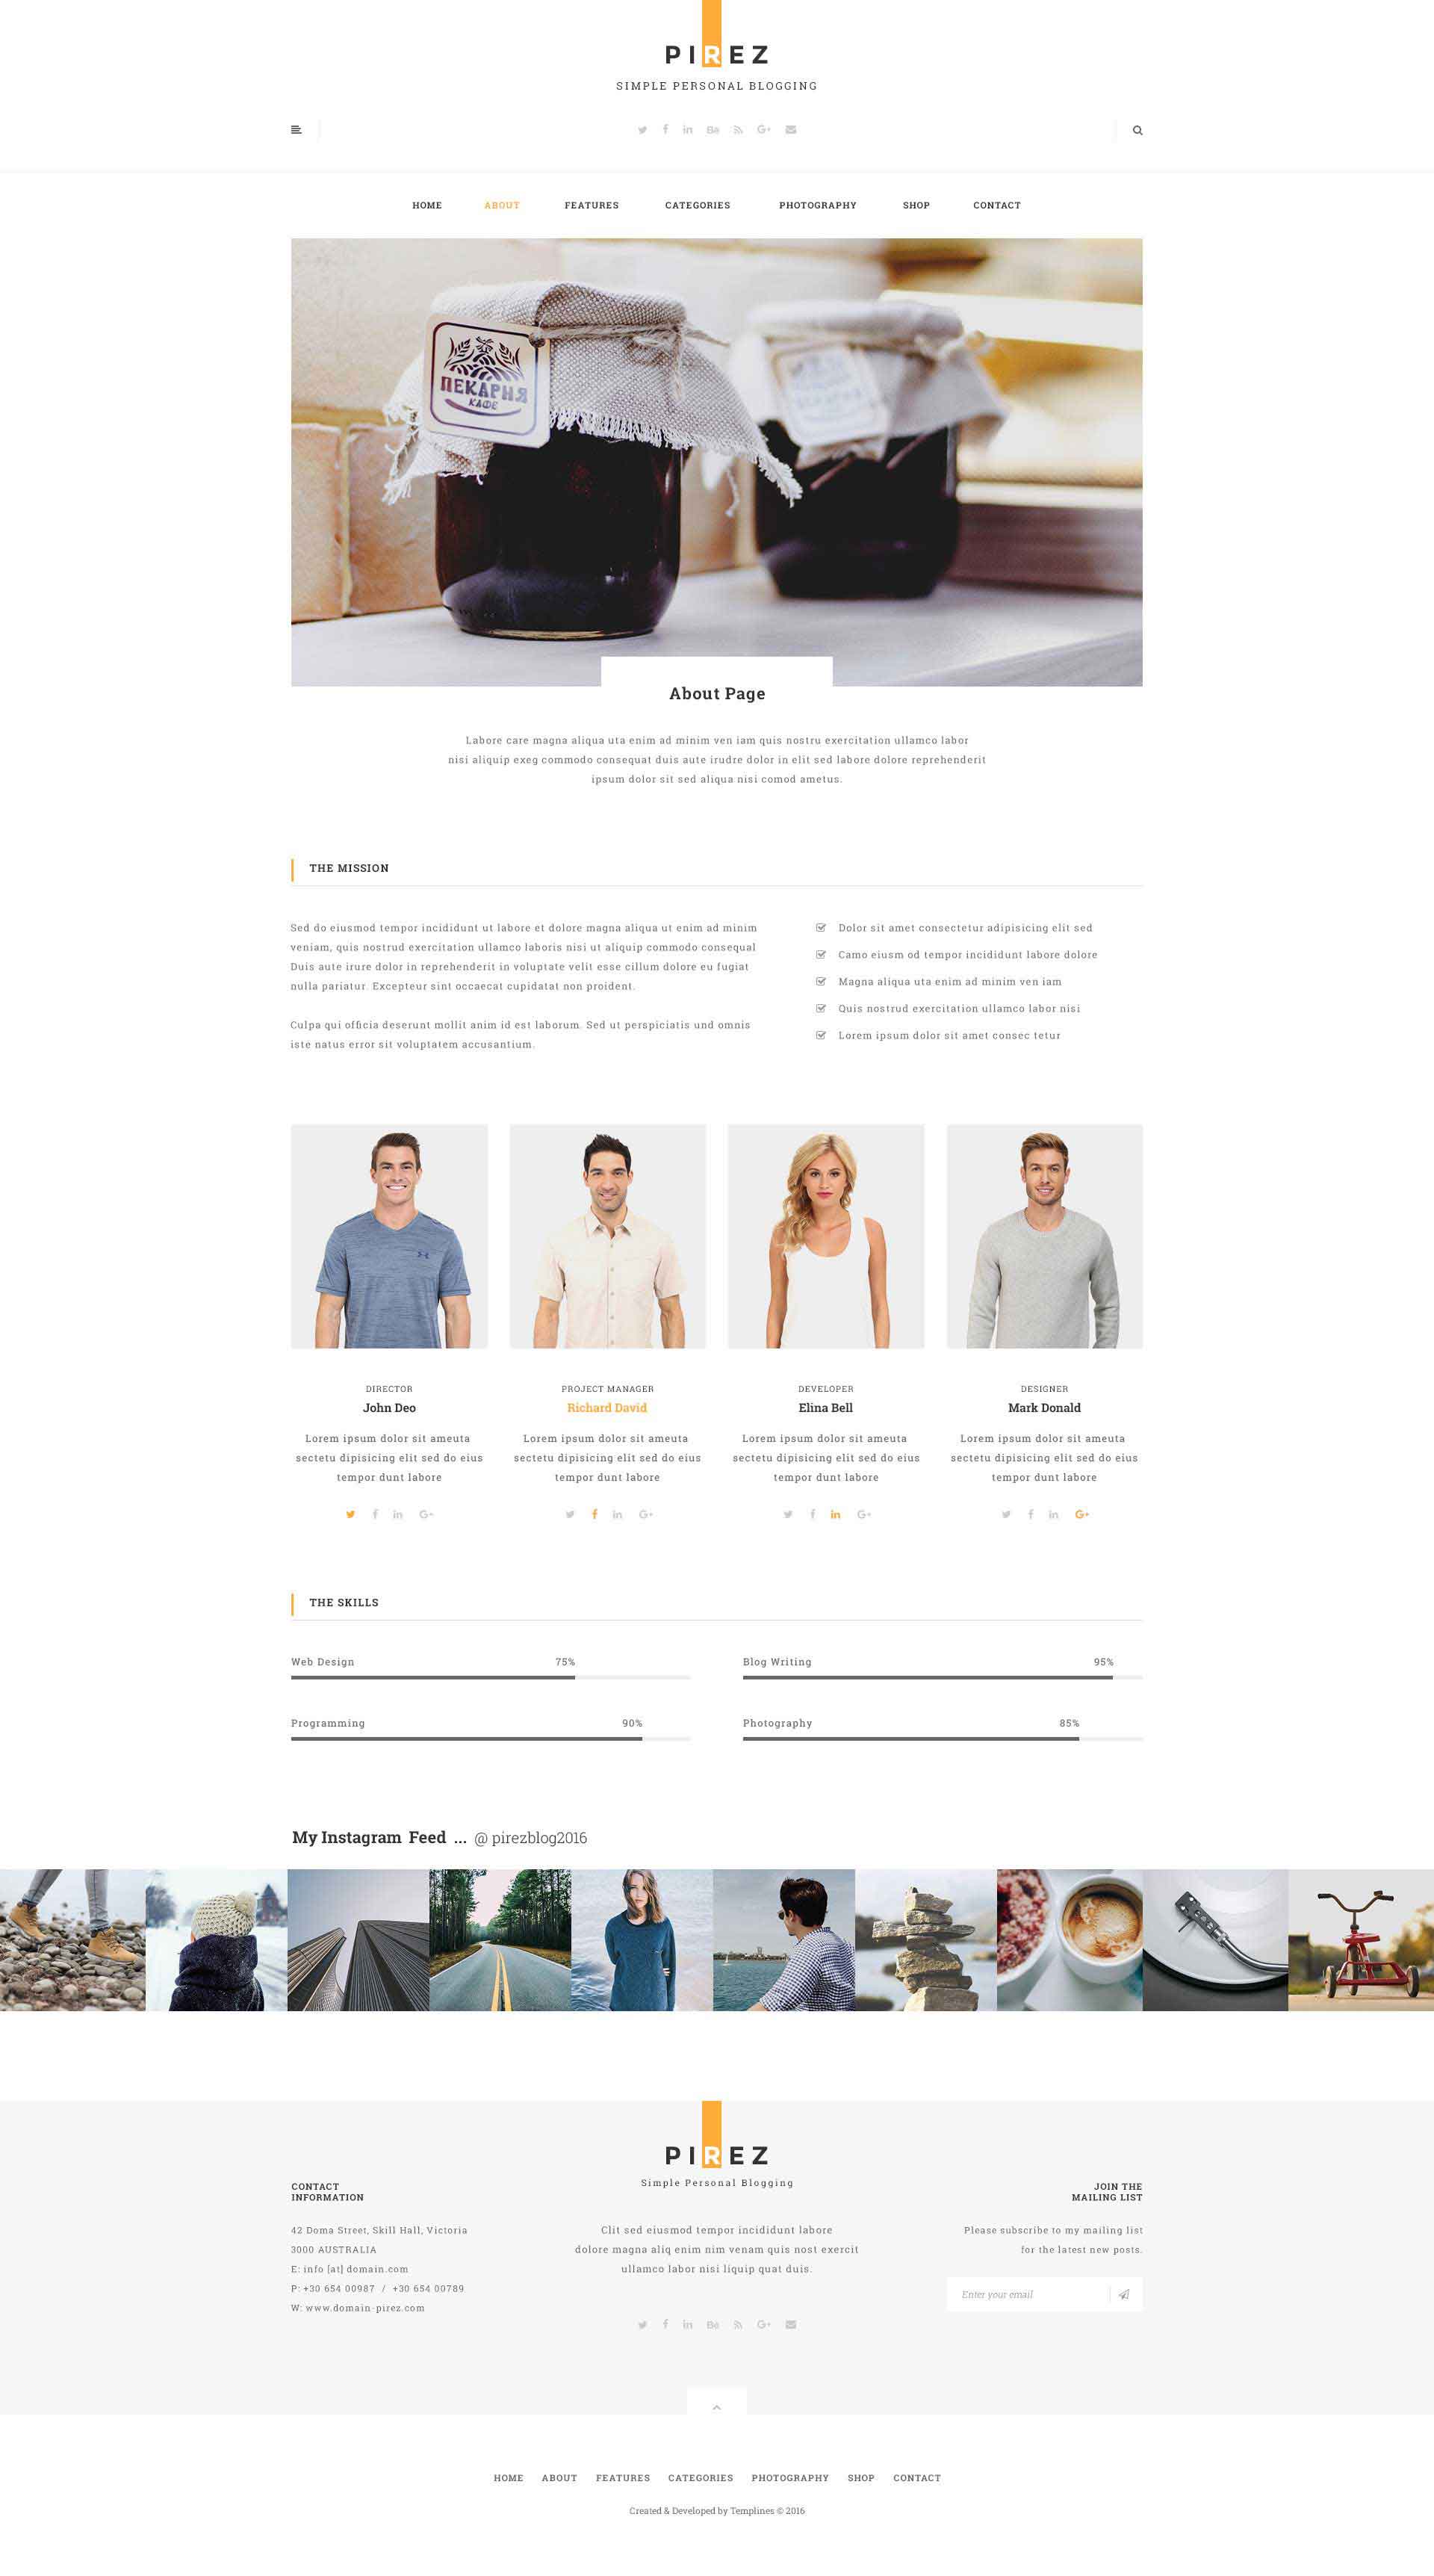 PIREZ
SIMPLE PERSONAL BLOGGING
HOME ABOUT FEATURES CATEGORIES PHOTOGRAPHY SHOP CONTACT
ПЕКАРНЯ
КАФЕ
About Page
Labore care magna aliqua uta enim ad minim ven iam quis nostru exercitation ullamco labor
nisi aliquip exeg commodo consequat duis aute irudre dolor in elit sed labore dolore reprehenderit
ipsum dolor sit sed aliqua nisi comod ametus.
THE MISSION
Sed do eiusmod tempor incididunt ut labore et dolore magna aliqua ut enim ad minim
veniam, quis nostrud exercitation ullamco laboris nisi ut aliquip commodo consequal
Duis aute irure dolor in reprehenderit in voluptate velit esse cillum dolore eu fugiat
nulla pariatur. Excepteur sint occaecat cupidatat non proident.
Culpa qui officia deserunt mollit anim id est laborum. Sed ut perspiciatis und omnis
iste natus error sit voluptatem accusantium.
Dolor sit amet consectetur adipisicing elit sed
Camo eiusm od tempor incididunt labore dolore
Magna aliqua uta enim ad minim ven iam
Quis nostrud exercitation ullamco labor nisi
Lorem ipsum dolor sit amet consec tetur
DIRECTOR
John Deo
Lorem ipsum dolor sit ameuta
sectetu dipisicing elit sed do eius
tempor dunt labore
PROJECT MANAGER
Richard David
Lorem ipsum dolor sit ameuta
sectetu dipisicing elit sed do eius
tempor dunt labore
DEVELOPER
Elina Bell
Lorem ipsum dolor sit ameuta
sectetu dipisicing elit sed do eius
tempor dunt labore
DESIGNER
Mark Donald
Lorem ipsum dolor sit ameuta
sectetu dipisicing elit sed do eius
tempor dunt labore
THE SKILLS
Web Design 75%
Blog Writing 95%
Programming 90%
Photography 85%
My Instagram Feed ... @ pirezblog2016
PIREZ
Simple Personal Blogging
CONTACT
INFORMATION
42 Doma Street, Skill Hall, Victoria
3000 AUSTRALIA
E: info [at] domain.com
P: +30 654 00987 / +30 654 00789
W: www.domain-pirez.com
Clit sed eiusmod tempor incididunt labore
dolore magna aliq enim nim venam quis nost exercit
ullamco labor nisi liquip quat duis.
JOIN THE
MAILING LIST
Please subscribe to my mailing list
for the latest new posts.
Enter your email
HOME ABOUT FEATURES CATEGORIES PHOTOGRAPHY SHOP CONTACT
Created & Developed by Templines © 2016